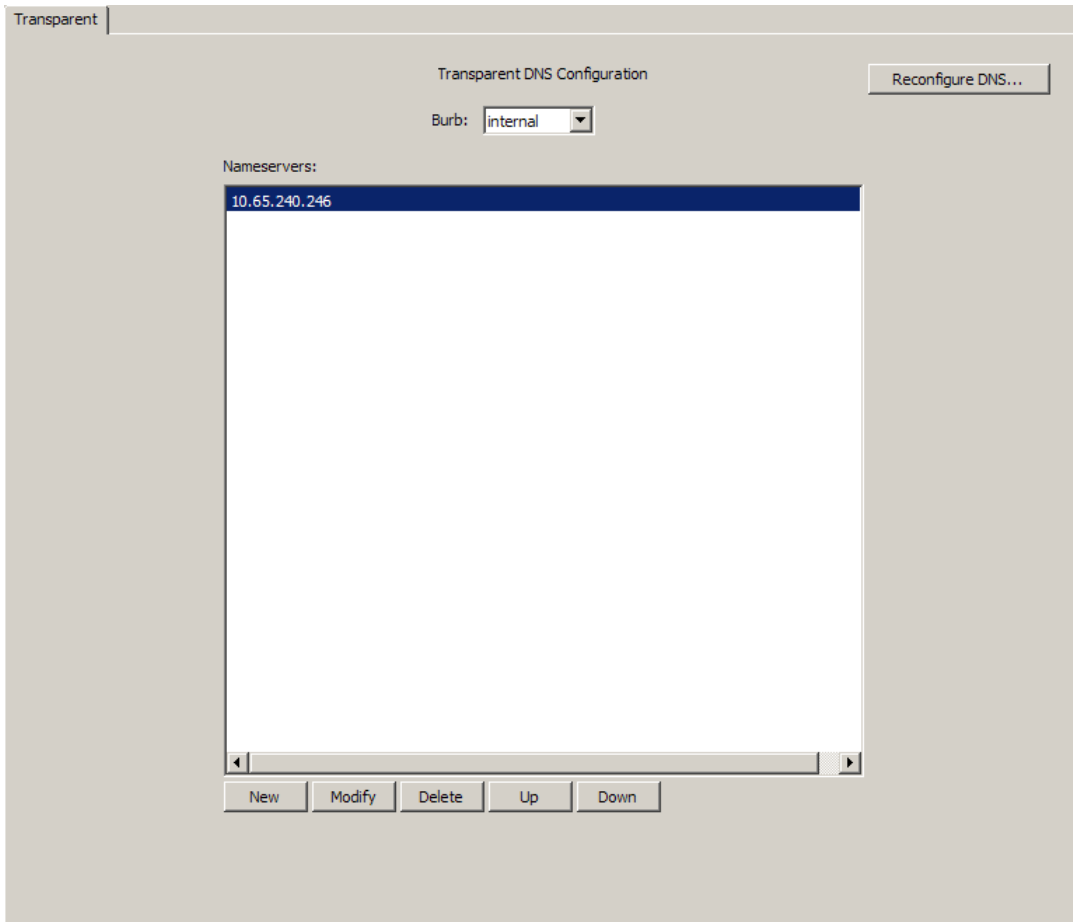 Transparent
Transparent DNS Configuration
Reconfigure DNS...
Burb: internal
Nameservers:
10.65.240.246
New Modify Delete Up Down